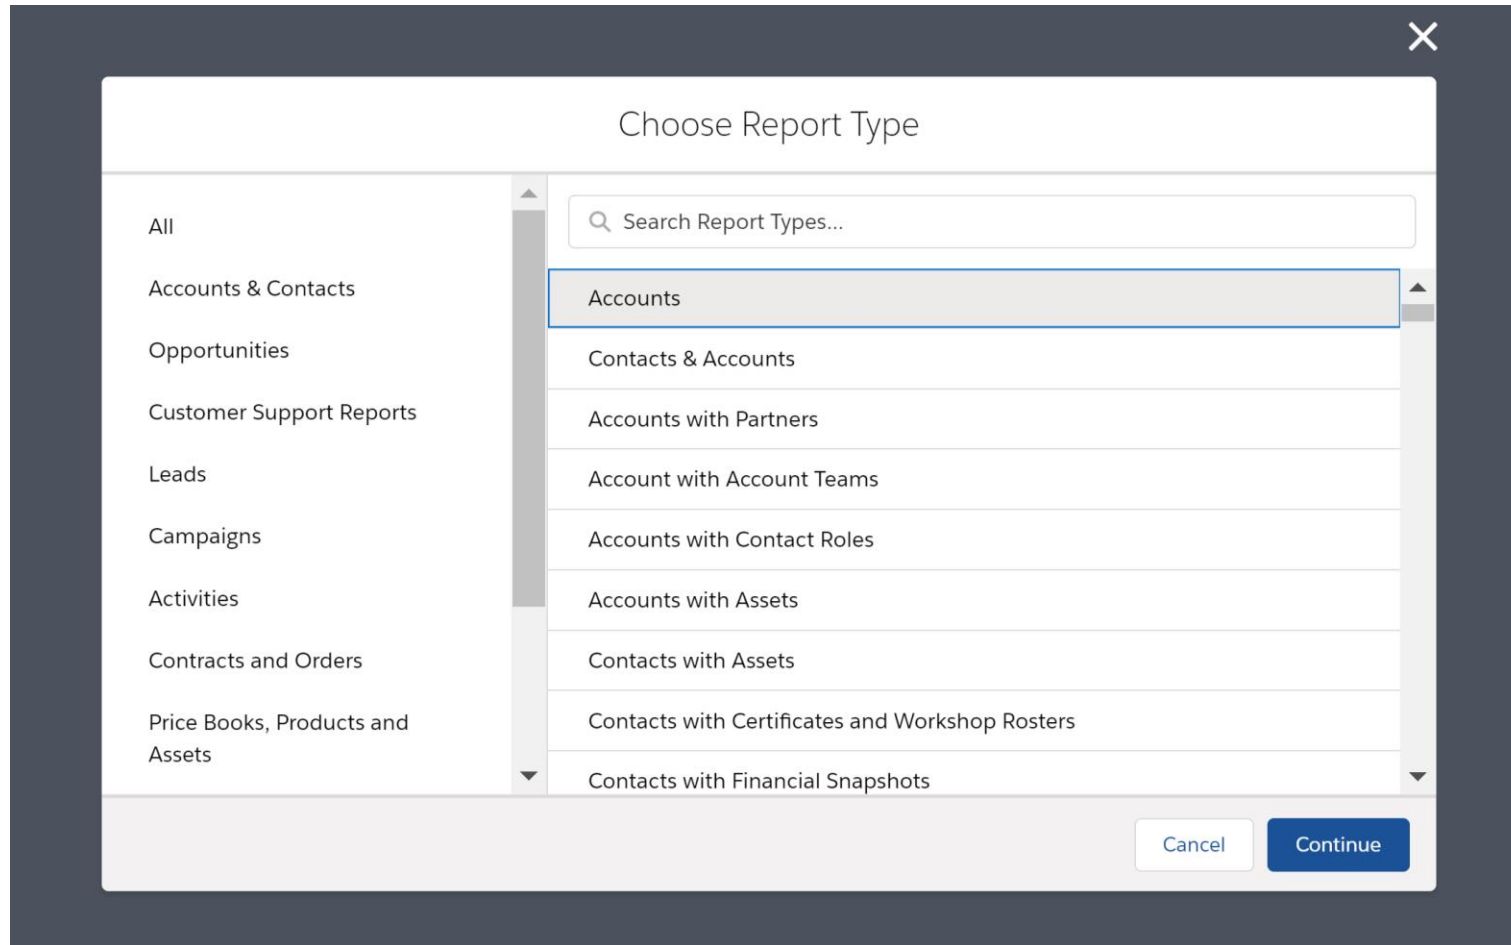 Choose Report Type
All
Accounts & Contacts
Opportunities
Customer Support Reports
Leads
Campaigns
Activities
Contracts and Orders
Price Books, Products and
Assets
Search Report Types...
Accounts
Contacts & Accounts
Accounts with Partners
Account with Account Teams
Accounts with Contact Roles
Accounts with Assets
Contacts with Assets
Contacts with Certificates and Workshop Rosters
Contacts with Financial Snapshots
Cancel
Continue